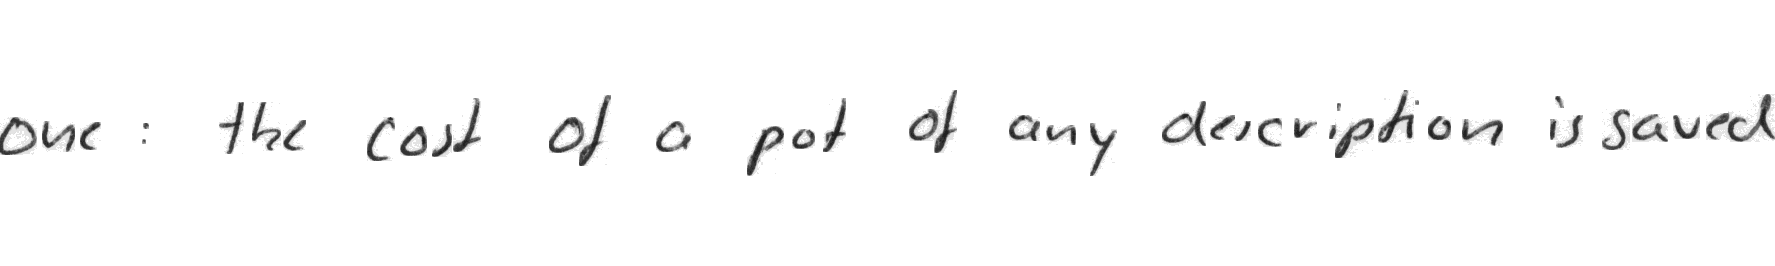 one : the cost of a pot of any description is saved